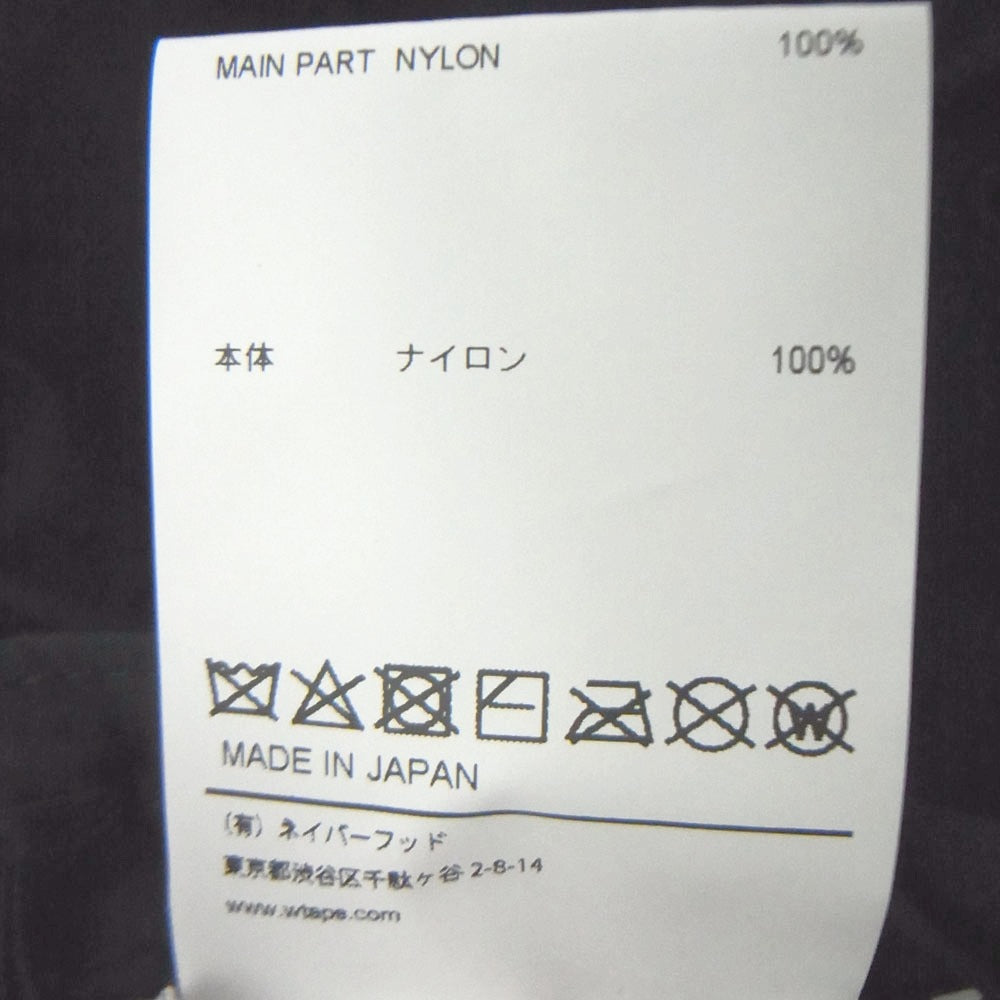 MAIN PART NYLON 100%
本体 ナイロン 100%
W
MADE IN JAPAN
(有) ネイバーフッド
東京都渋谷区千駄ヶ谷 2-8-14
www.wtaps.com